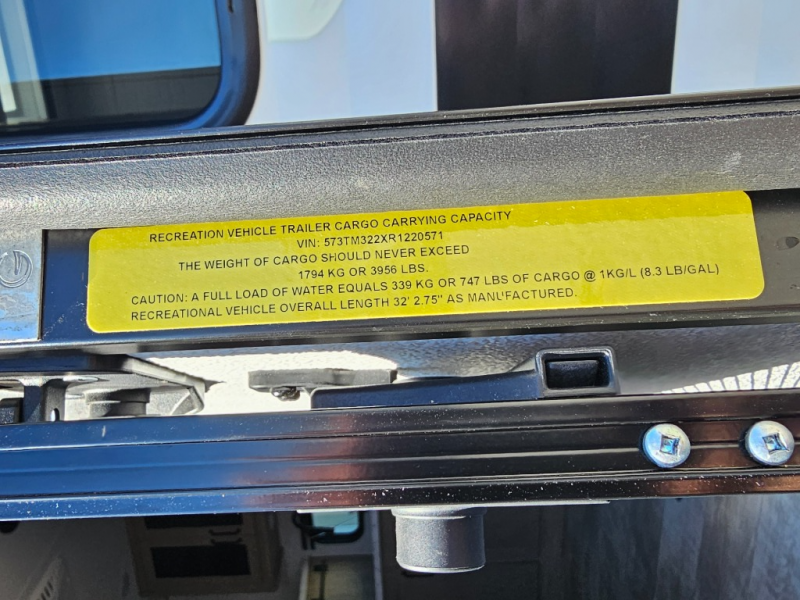 RECREATION VEHICLE TRAILER CARGO CARRYING CAPACITY
VIN: 573TM322XR1220571
THE WEIGHT OF CARGO SHOULD NEVER EXCEED
1794 KG OR 3956 LBS.
CAUTION: A FULL LOAD OF WATER EQUALS 339 KG OR 747 LBS OF CARGO @ 1KG/L (8.3 LB/GAL)
RECREATIONAL VEHICLE OVERALL LENGTH 32' 2.75" AS MANUFACTURED.